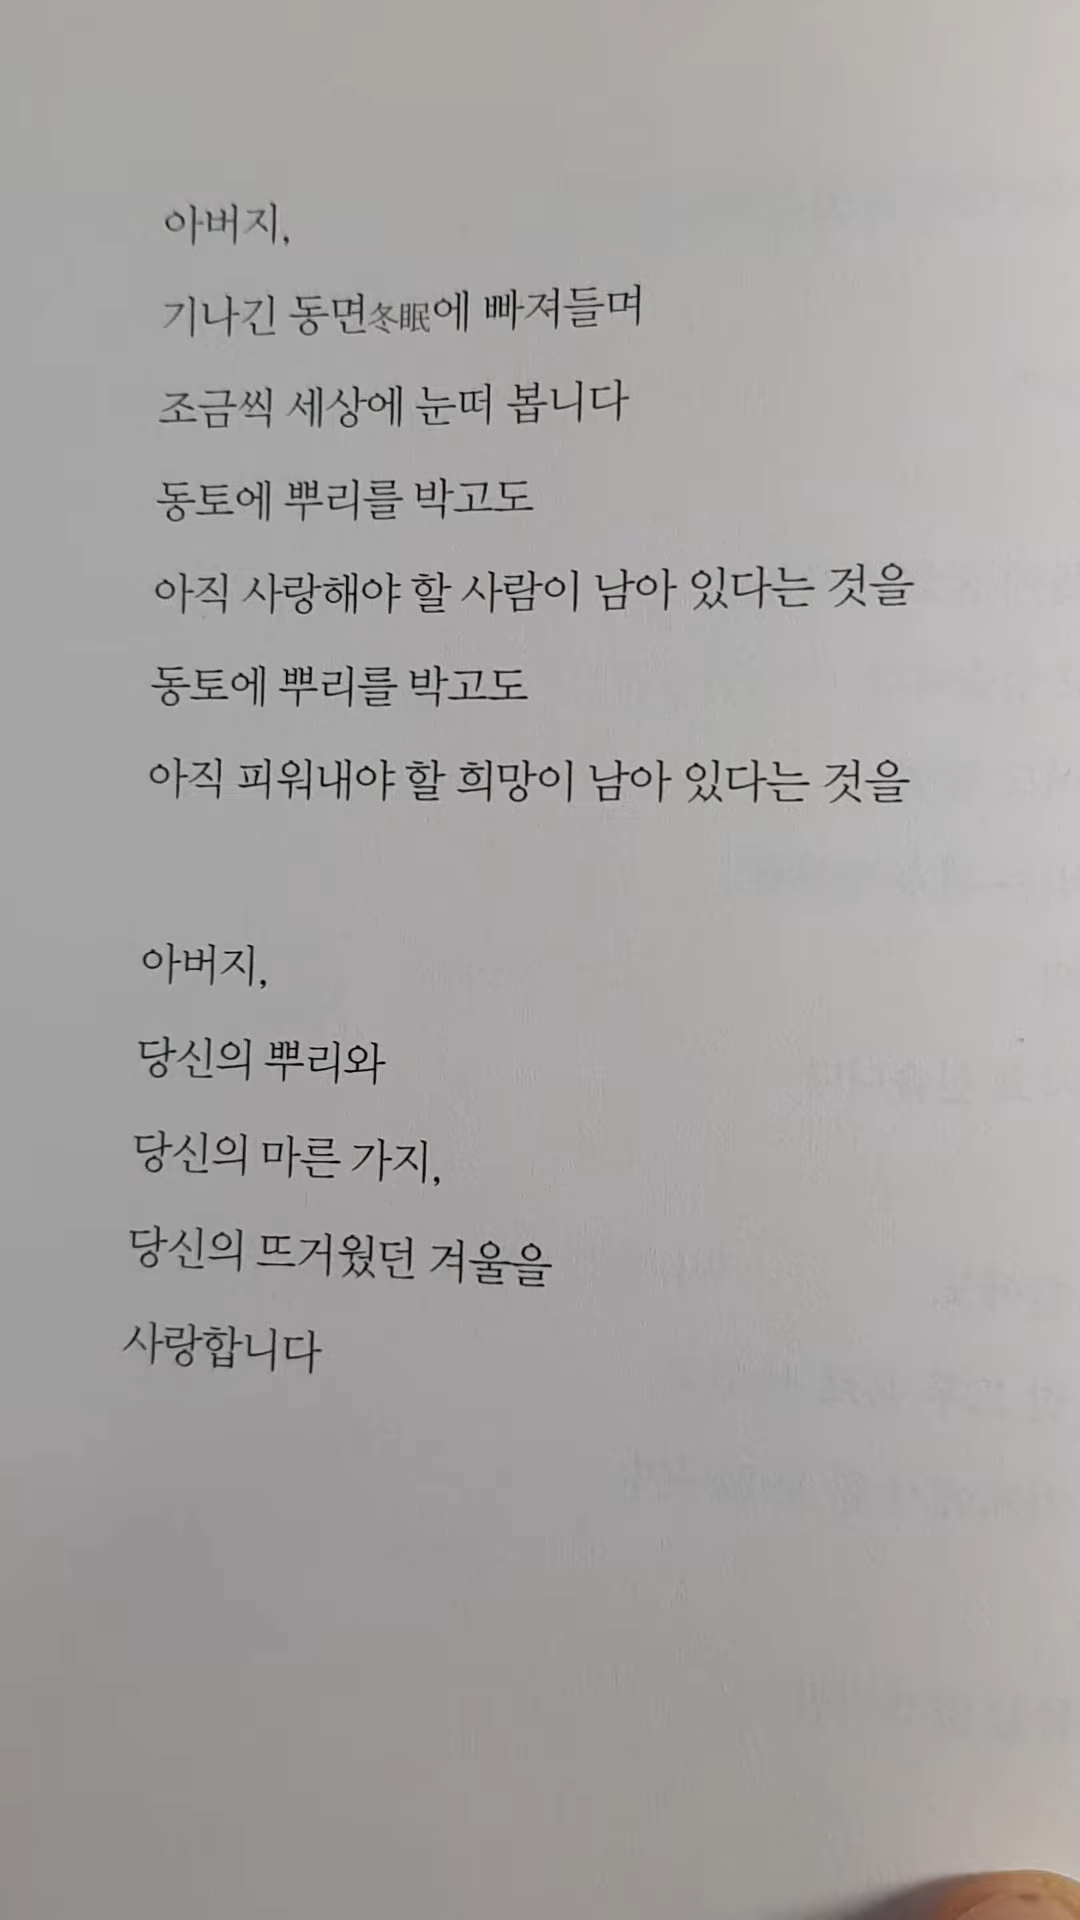 아버지,
기나긴 동면冬眠에 빠져들며
조금씩 세상에 눈떠 봅니다
동토에 뿌리를 박고도
아직 사랑해야 할 사람이 남아 있다는 것을
동토에 뿌리를 박고도
아직 피워내야 할 희망이 남아 있다는 것을
아버지,
당신의 뿌리와
당신의 마른 가지,
당신의 뜨거웠던 겨울을
사랑합니다